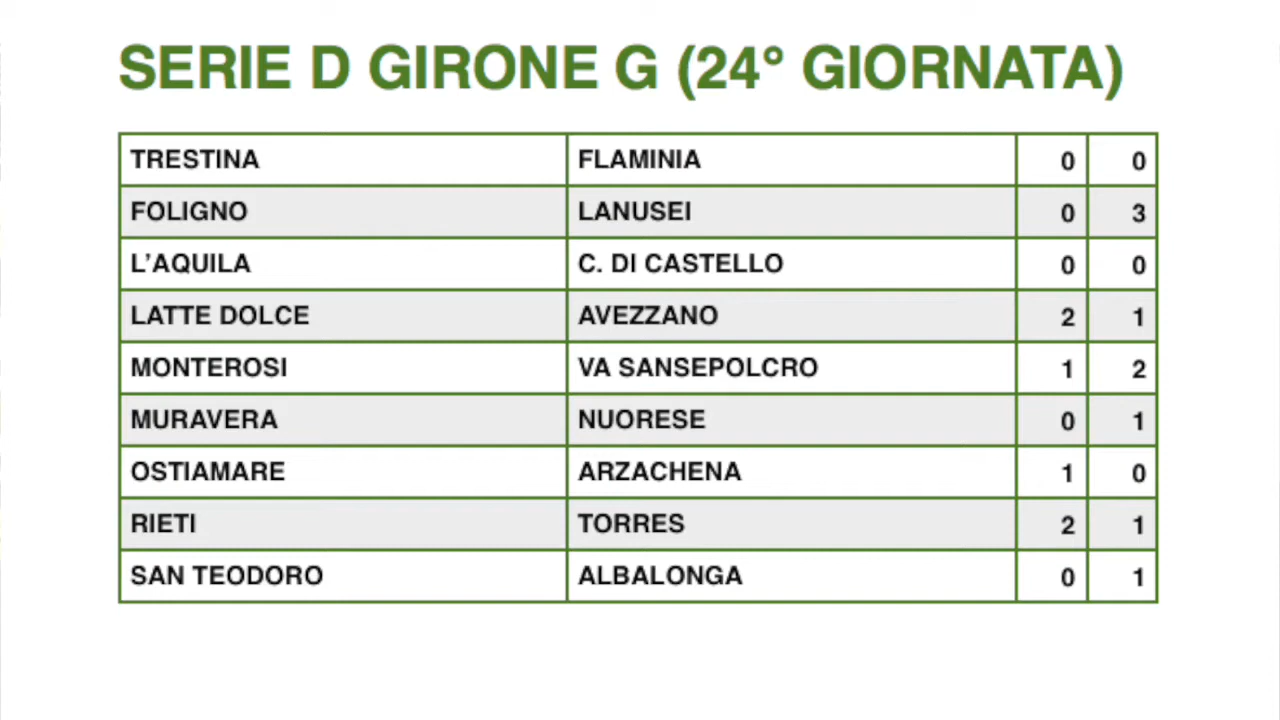 SERIE D GIRONE G (24° GIORNATA)
TRESTINA FLAMINIA 0 0
FOLIGNO LANUSEI 0 3
L’AQUILA C. DI CASTELLO 0 0
LATTE DOLCE AVEZZANO 2 1
MONTEROSI VA SANSEPOLCRO 1 2
MURAVERA NUORESE 0 1
OSTIAMARE ARZACHENA 1 0
RIETI TORRES 2 1
SAN TEODORO ALBALONGA 0 1